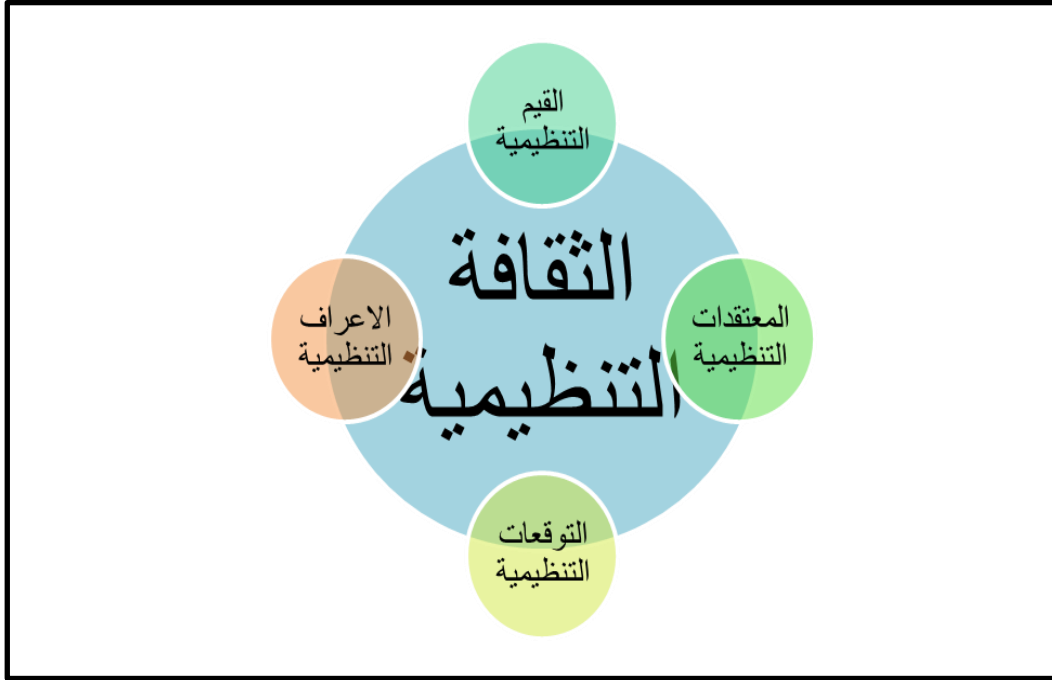 القيم
التنظيمية
الثقافة
التنظيمية
المعتقدات
التنظيمية
الاعراف
التنظيمية
التوقعات
التنظيمية